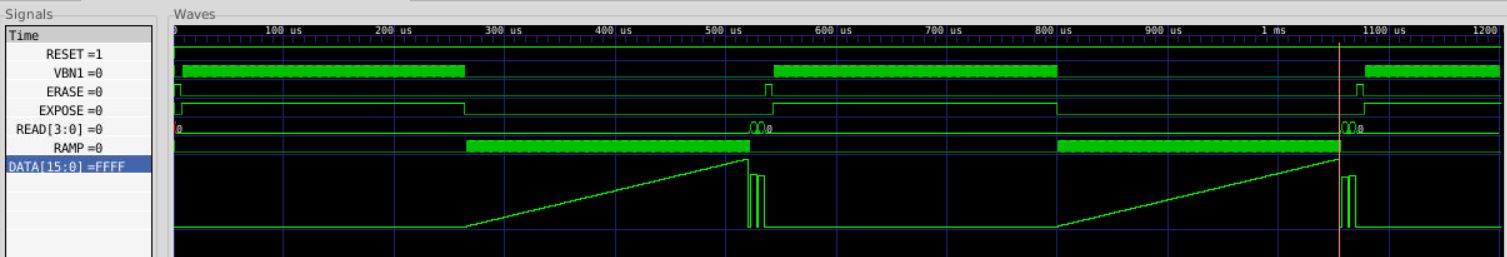 Signals
Waves
Time
0 100 us 200 us 300 us 400 us 500 us 600 us 700 us 800 us 900 us 1 ms 1100 us 1200
RESET =1
VBN1 =0
ERASE =0
EXPOSE =0
READ[3:0] =0 0 0 0
RAMP =0
DATA[15:0] =FFFF